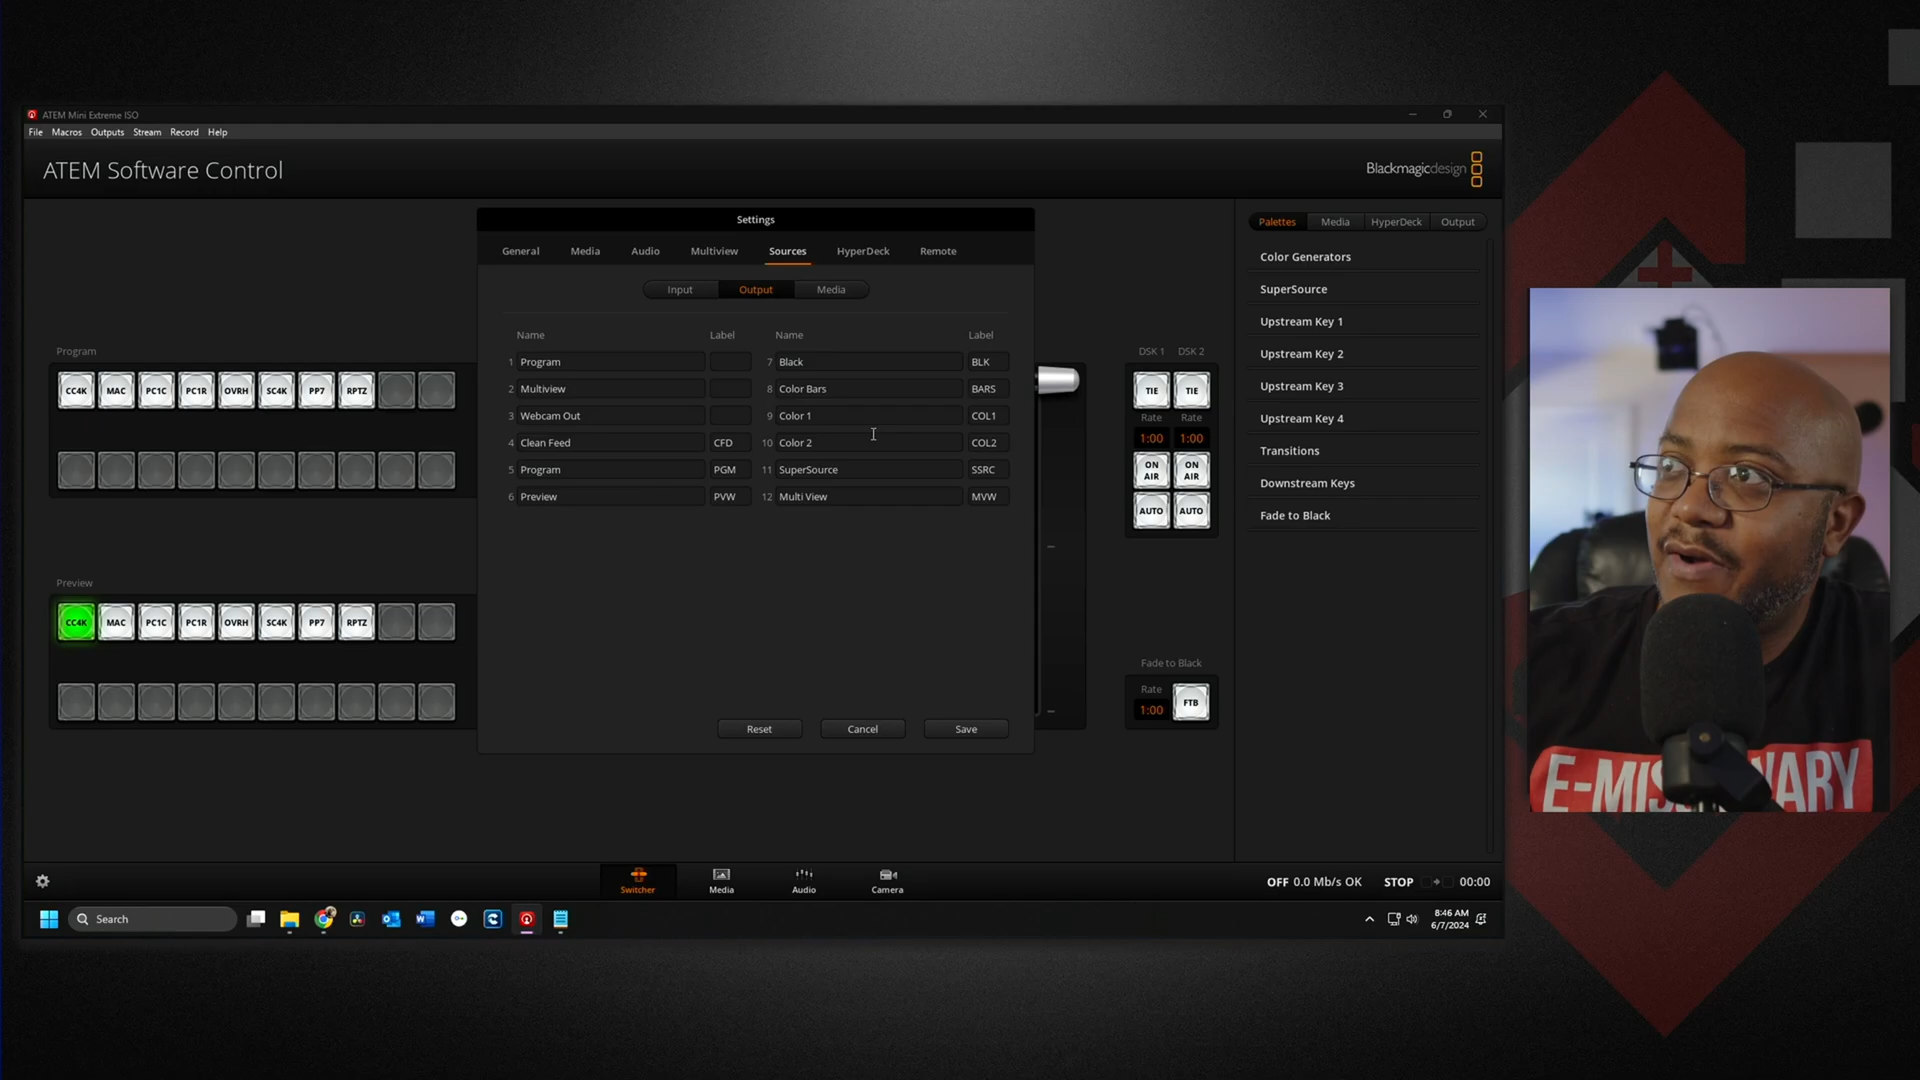 ATEM Mini Extreme ISO
File Macros Outputs Stream Record Help
ATEM Software Control
Blackmagicdesign
Settings
General Media Audio Multiview Sources HyperDeck Remote
Input Output Media
Name Label Name Label
1 Program 7 Black BLK
2 Multiview 8 Color Bars BARS
3 Webcam Out 9 Color 1 COL1
4 Clean Feed CFD 10 Color 2 COL2
5 Program PGM 11 SuperSource SSRC
6 Preview PVW 12 Multi View MVW
Reset Cancel Save
Program
CC4K MAC PC1C PC1R OVRH SC4K PP7 RPTZ
Preview
CC4K MAC PC1C PC1R OVRH SC4K PP7 RPTZ
DSK 1 DSK 2
TIE TIE
Rate Rate
1:00 1:00
ON AIR ON AIR
AUTO AUTO
Fade to Black
Rate
1:00 FTB
Palettes Media HyperDeck Output
Color Generators
SuperSource
Upstream Key 1
Upstream Key 2
Upstream Key 3
Upstream Key 4
Transitions
Downstream Keys
Fade to Black
Switcher Media Audio Camera
OFF 0.0 Mb/s OK STOP 00:00
Search
8:46 AM
6/7/2024